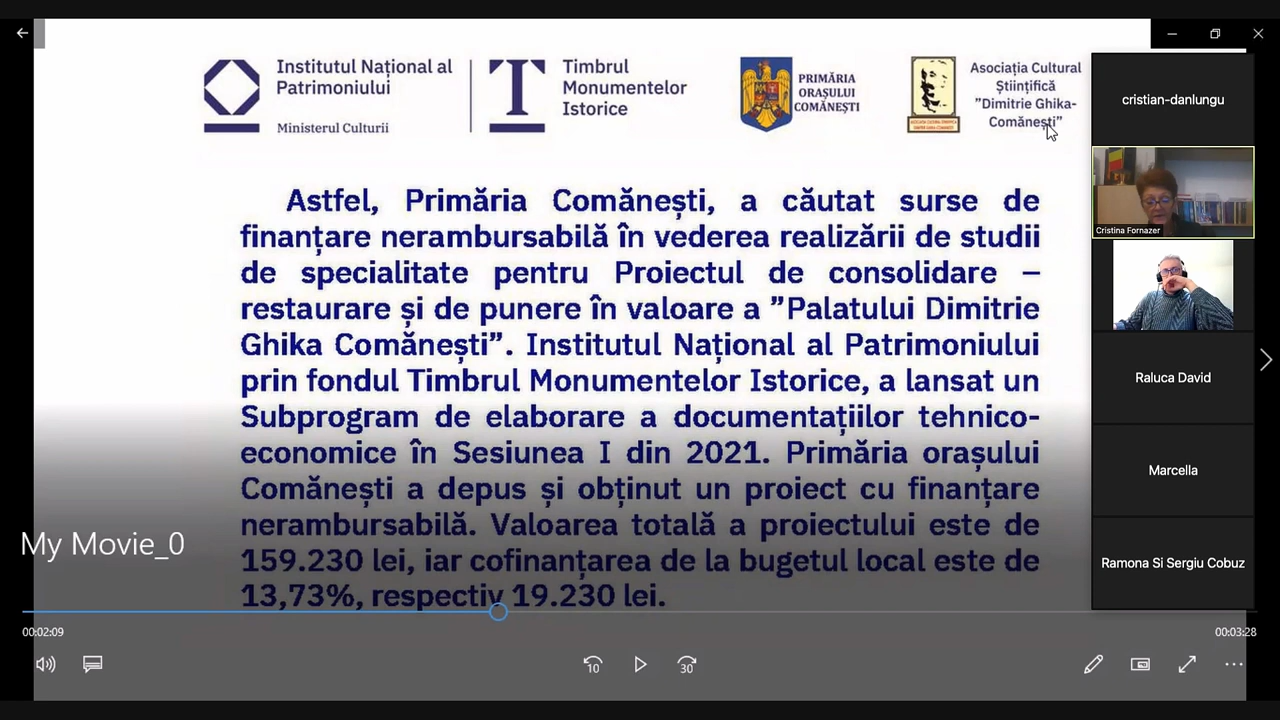 Institutul Național al
Patrimoniului
Ministerul Culturii
Timbrul
Monumentelor
Istorice
PRIMĂRIA
ORAȘULUI
COMĂNEȘTI
Asociația Cultural
Științifică
”Dimitrie Ghika-
Comănești”
Astfel, Primăria Comănești, a căutat surse de
finanțare nerambursabilă în vederea realizării de studii
de specialitate pentru Proiectul de consolidare –
restaurare și de punere în valoare a ”Palatului Dimitrie
Ghika Comănești”. Institutul Național al Patrimoniului
prin fondul Timbrul Monumentelor Istorice, a lansat un
Subprogram de elaborare a documentațiilor tehnico-
economice în Sesiunea I din 2021. Primăria orașului
Comănești a depus și obținut un proiect cu finanțare
nerambursabilă. Valoarea totală a proiectului este de
159.230 lei, iar cofinanțarea de la bugetul local este de
13,73%, respectiv 19.230 lei.
My Movie_0
00:02:09
00:03:28
10
30
cristian-danlungu
Cristina Fornazer
Raluca David
Marcella
Ramona Si Sergiu Cobuz